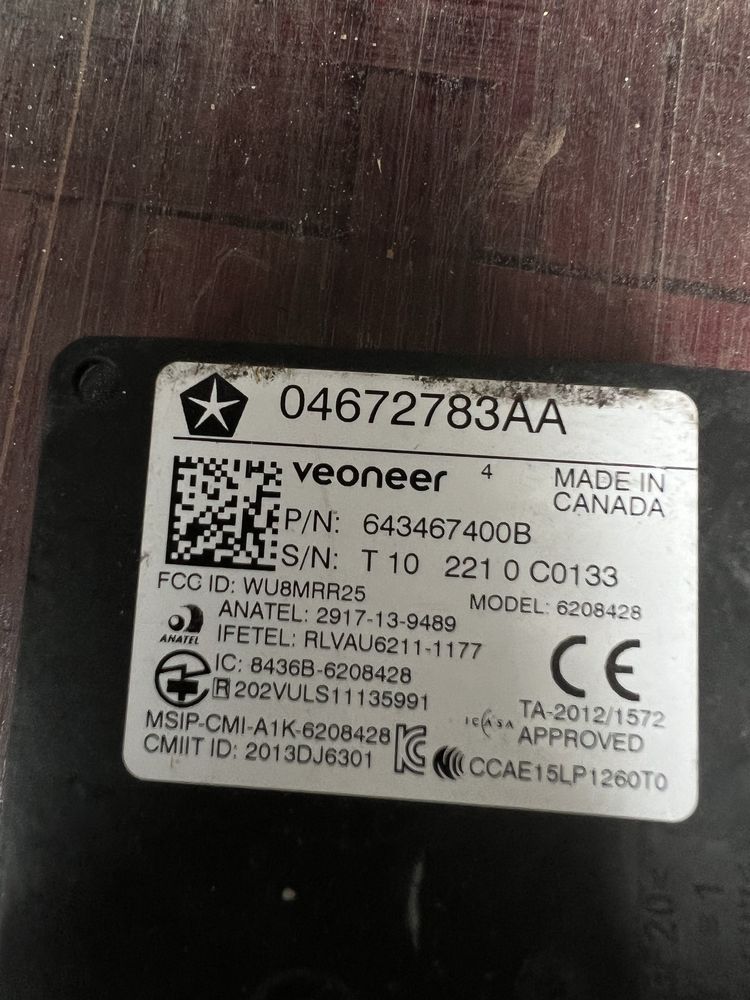 04672783AA
veoneer 4 MADE IN CANADA
P/N: 643467400B
S/N: T 10 221 0 C0133
FCC ID: WU8MRR25
MODEL: 6208428
ANATEL ANATEL: 2917-13-9489
IFETEL: RLVAU6211-1177
IC: 8436B-6208428
CE
R 202VULS11135991
TA-2012/1572
MSIP-CMI-A1K-6208428
ICASA APPROVED
CMIIT ID: 2013DJ6301
CCAE15LP1260T0